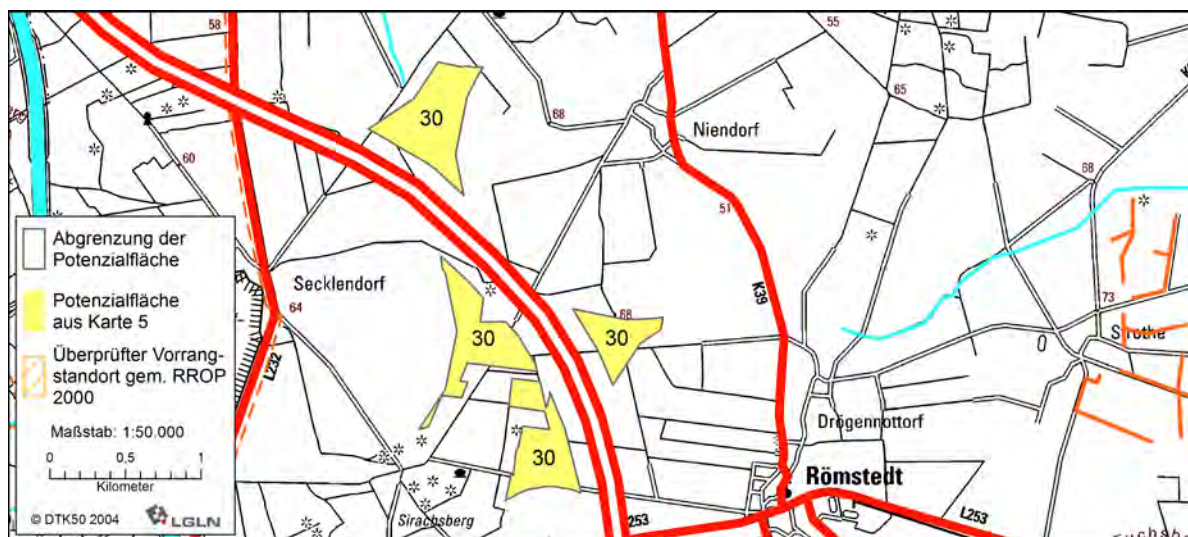 58
55
30
68
Niendorf
65
60
68
51
Abgrenzung der
Potenzialfläche
Potenzialfläche
aus Karte 5
Überprüfter Vorrang-
standort gem. RROP
2000
Maßstab: 1:50.000
0 0,5 1
Kilometer
© DTK50 2004 LGLN
Secklendorf
64
L232
30
68
30
K39
73
Strothe
0
Drögennottorf
30
Römstedt
Sirachsberg
L253